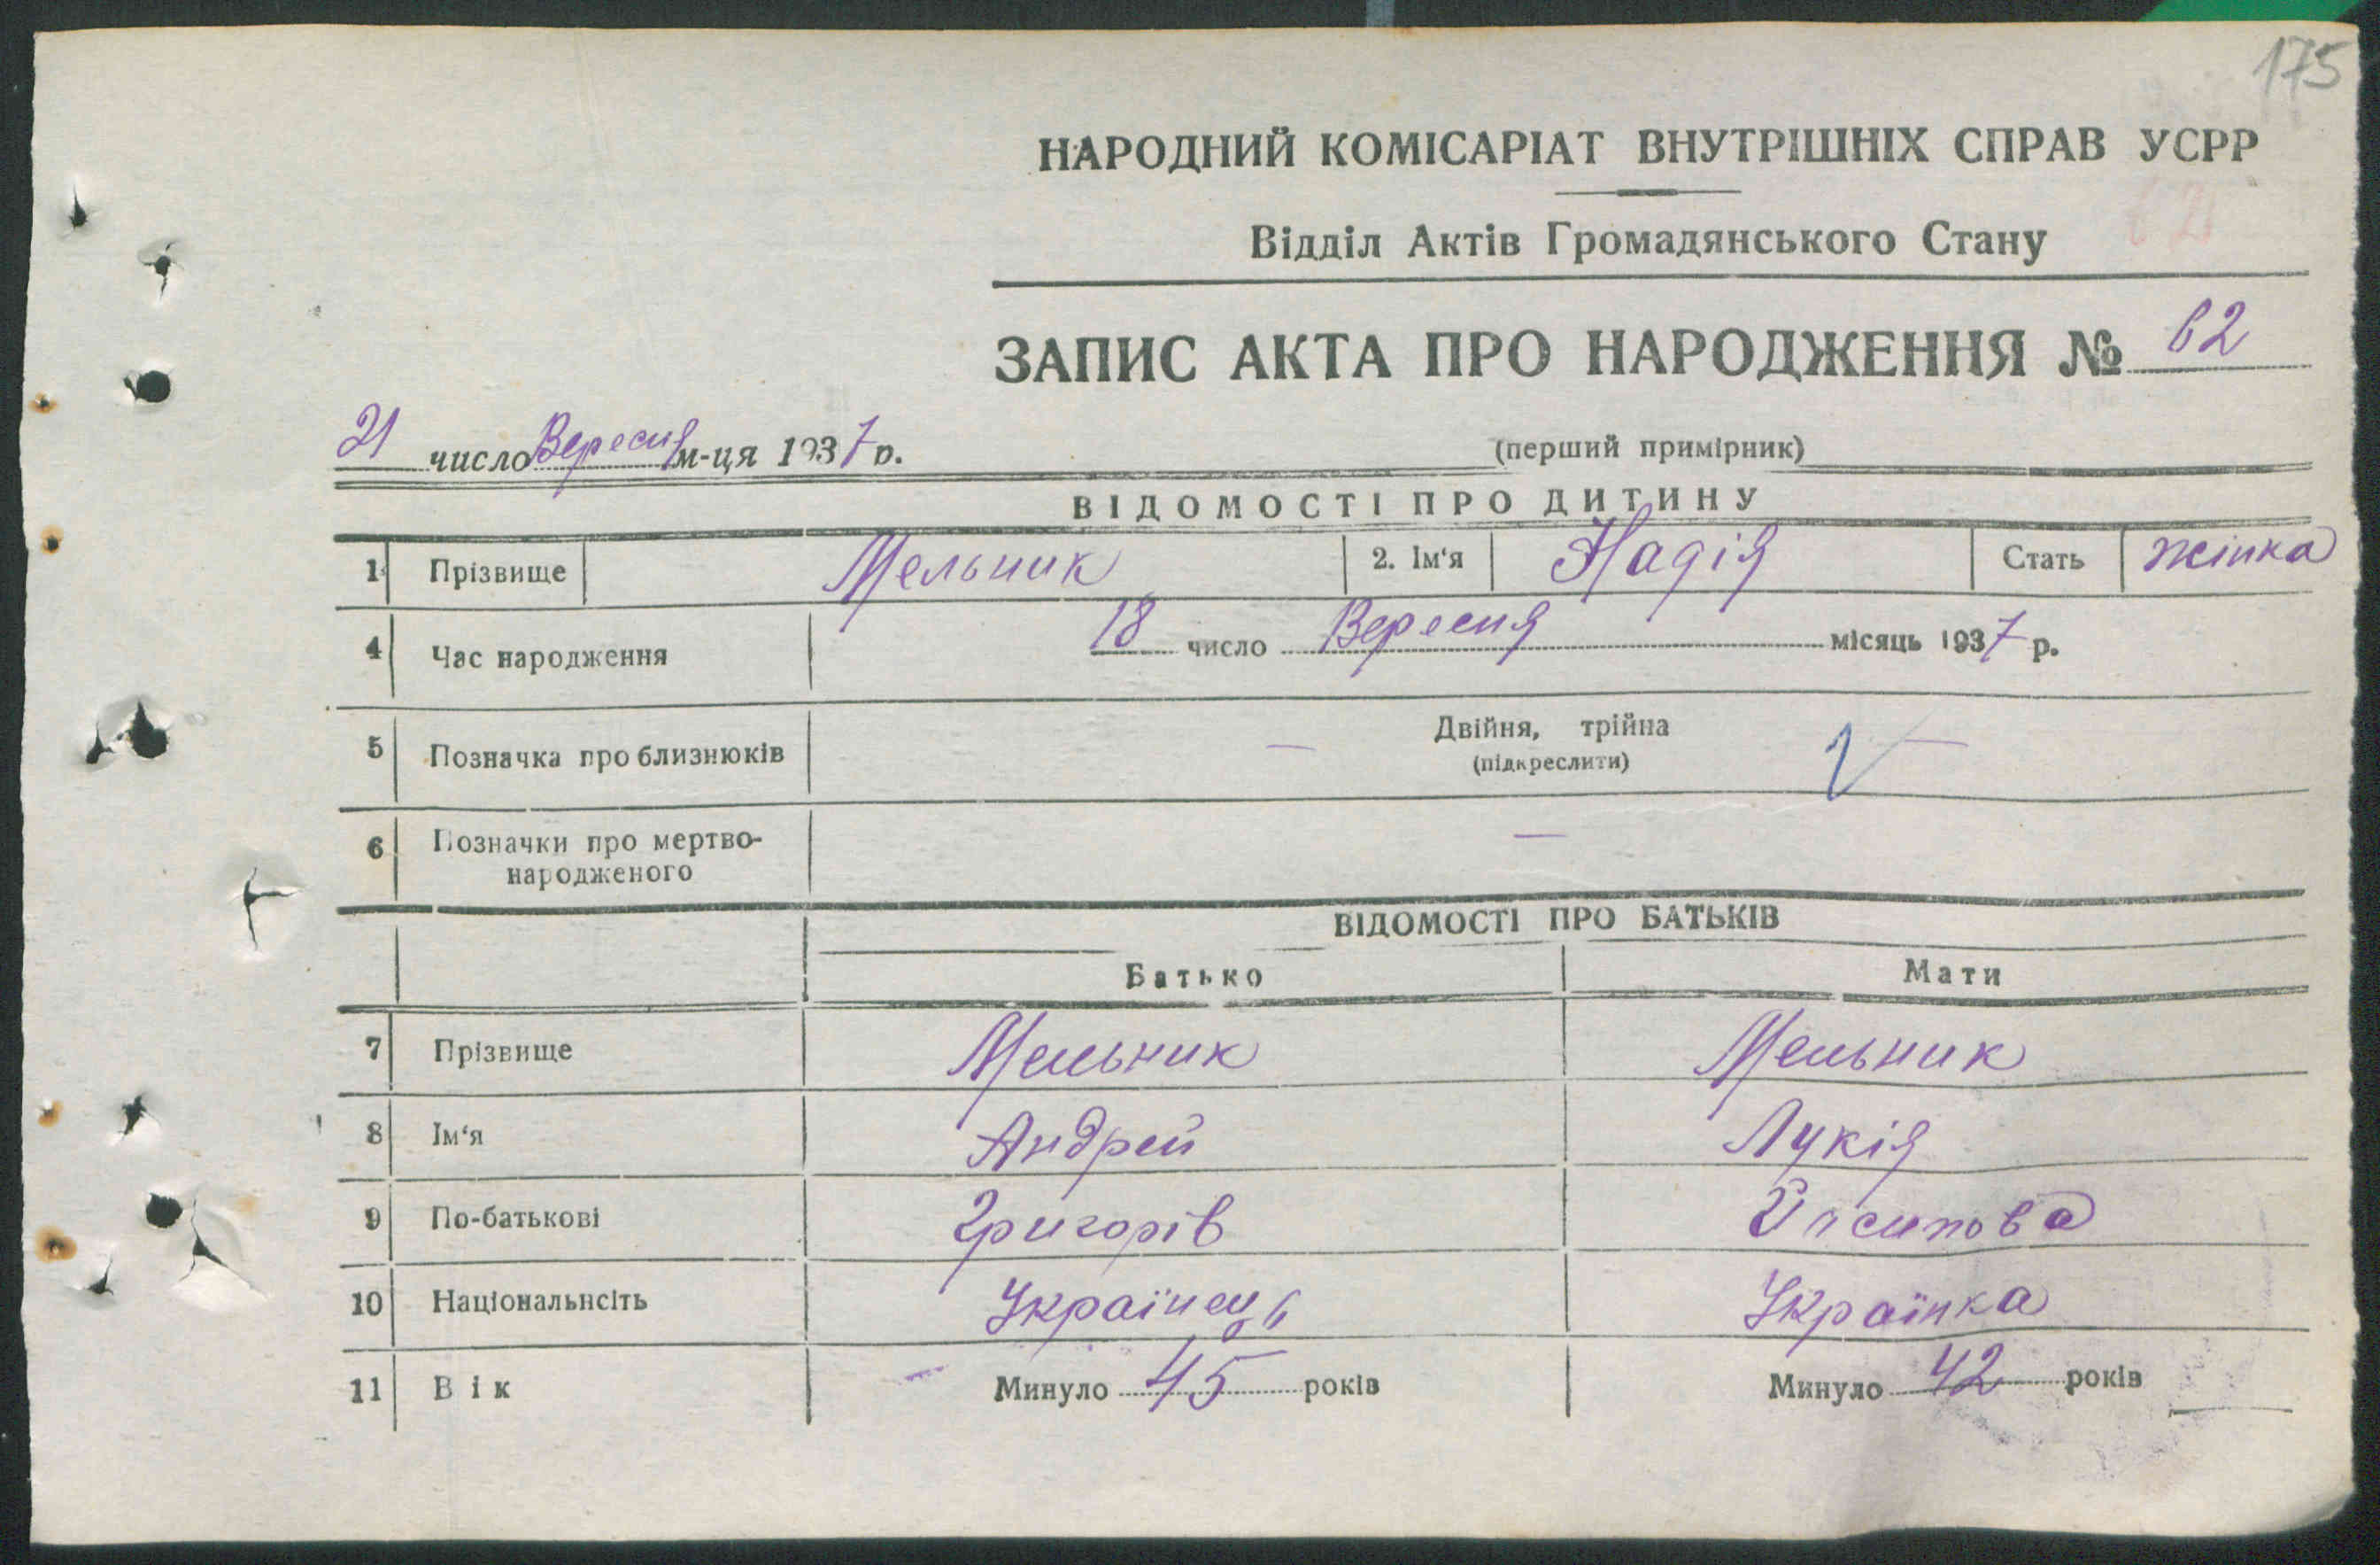 175
НАРОДНИЙ КОМІСАРІАТ ВНУТРІШНІХ СПРАВ УСРР
Відділ Актів Громадянського Стану
ЗАПИС АКТА ПРО НАРОДЖЕННЯ № 62
21 число Вересня м-ця 1937 р.
(перший примірник)
ВІДОМОСТІ ПРО ДИТИНУ
1 Прізвище Мельник 2. Ім'я Надія Стать жінка
4 Час народження 18 число Вересня місяць 1937 р.
5 Позначка про близнюків — Двійня, трійна —
(підкреслити)
6 Позначки про мертво- —
народженого
ВІДОМОСТІ ПРО БАТЬКІВ
Батько Мати
7 Прізвище Мельник Мельник
8 Ім'я Андрей Лукія
9 По-батькові Григорів
10 Національнсіть Українець Українка
11 Вік Минуло 45 років Минуло 42 років